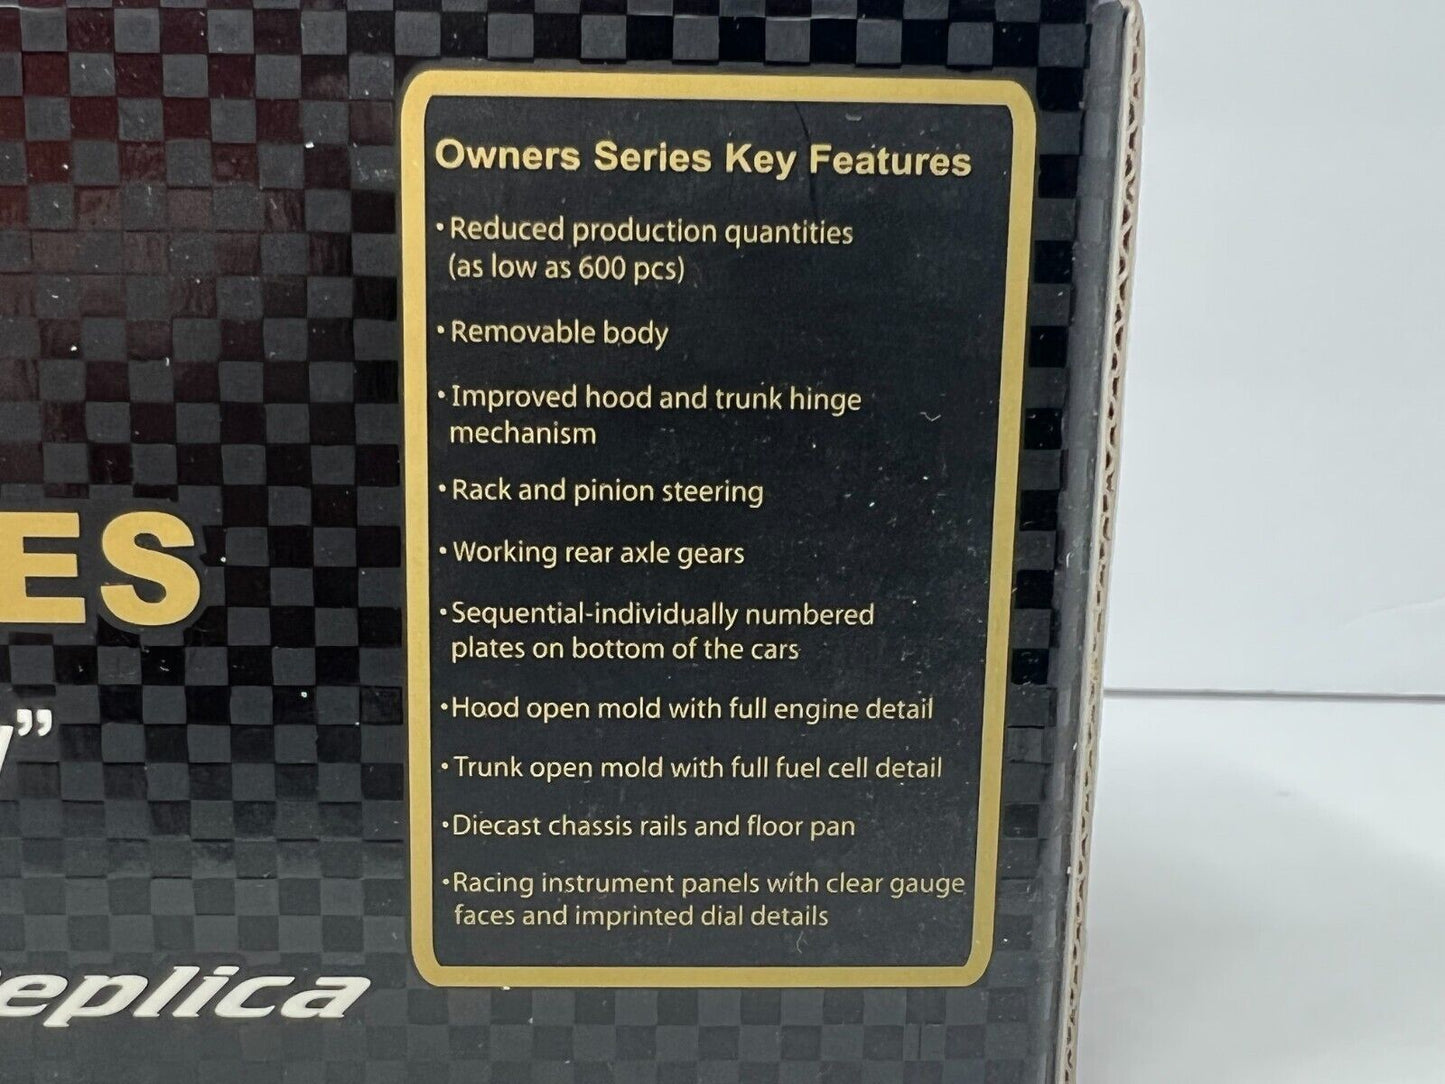 Owners Series Key Features
•Reduced production quantities
(as low as 600 pcs)
•Removable body
•Improved hood and trunk hinge
mechanism
•Rack and pinion steering
•Working rear axle gears
•Sequential-individually numbered
plates on bottom of the cars
•Hood open mold with full engine detail
•Trunk open mold with full fuel cell detail
•Diecast chassis rails and floor pan
•Racing instrument panels with clear gauge
faces and imprinted dial details
ES
”
eplica